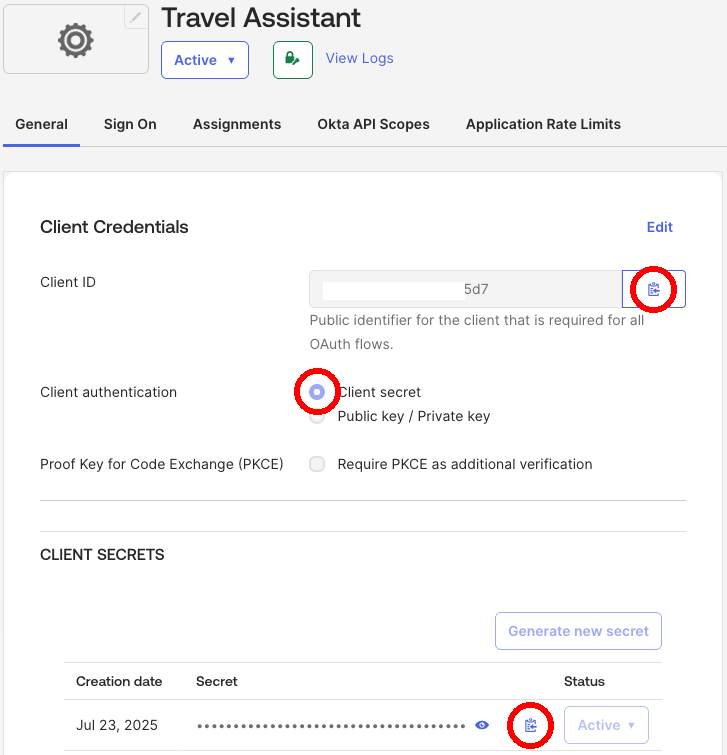 Travel Assistant
Active ▼
View Logs
General Sign On Assignments Okta API Scopes Application Rate Limits
Client Credentials Edit
Client ID
5d7
Public identifier for the client that is required for all
OAuth flows.
Client authentication
Client secret
Public key / Private key
Proof Key for Code Exchange (PKCE)
Require PKCE as additional verification
CLIENT SECRETS
Generate new secret
Creation date Secret Status
Jul 23, 2025 •••••••••••••••••••••••••••••••••••••• Active ▼